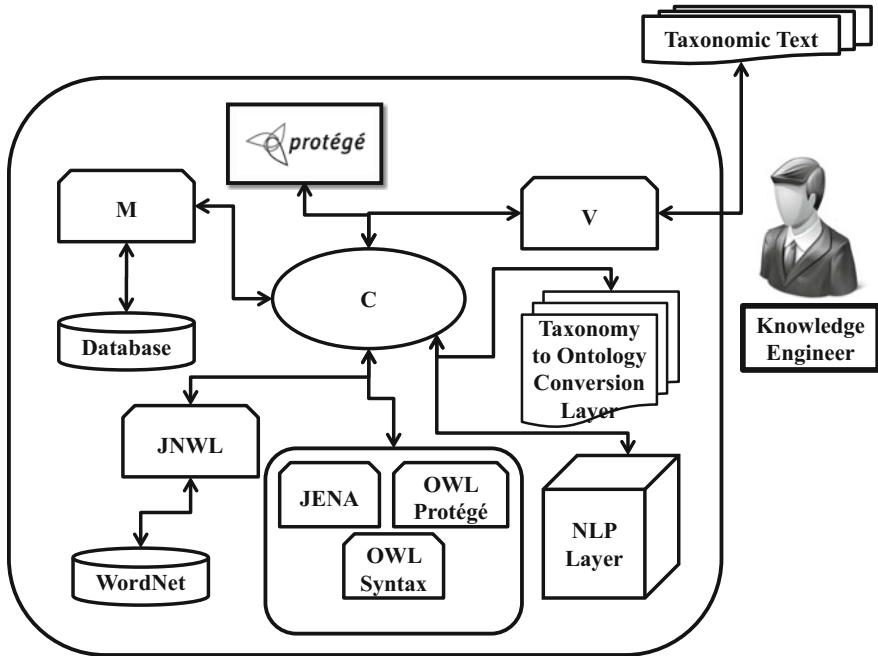 Taxonomic Text
protégé
M
V
C
Database
Taxonomy
to Ontology
Conversion
Layer
Knowledge
Engineer
JNWL
JENA
OWL
Protégé
OWL
Syntax
NLP
Layer
WordNet